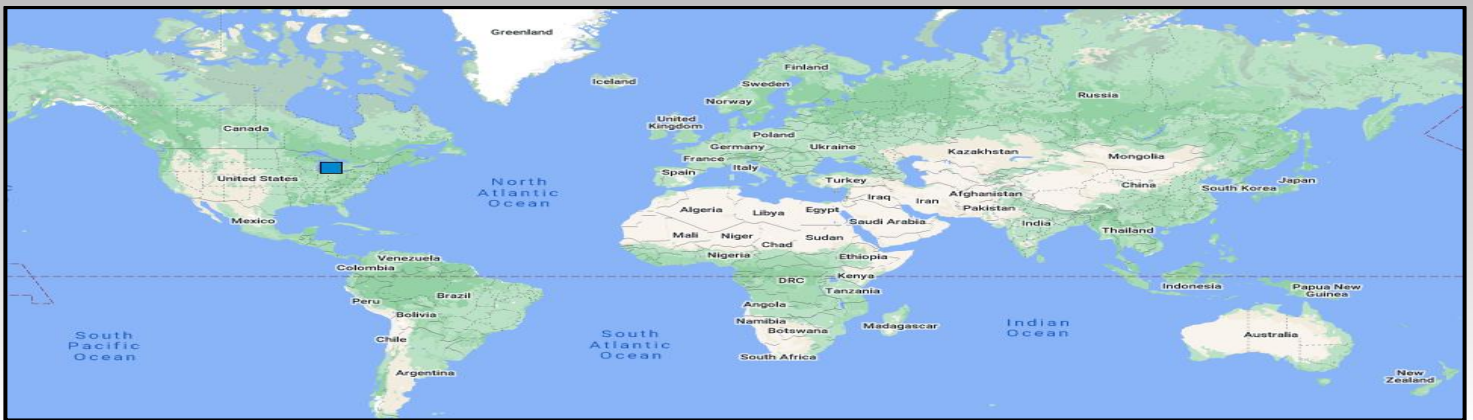 Greenland
Iceland
Finland
Sweden
Norway
Russia
United
Kingdom
Canada
Poland
Germany
Ukraine
France
Kazakhstan
Mongolia
Italy
Spain
United States
North
Atlantic
Ocean
Turkey
China
Japan
South Korea
Afghanistan
Iraq
Iran
Pakistan
Mexico
Algeria
Libya
Egypt
Saudi Arabia
India
Thailand
Mali
Niger
Sudan
Chad
Nigeria
Ethiopia
Venezuela
Colombia
DRC
Kenya
Tanzania
Indonesia
Papua New
Guinea
Peru
Brazil
Bolivia
Angola
Namibia
Botswana
Madagascar
South
Pacific
Ocean
Chile
South
Atlantic
Ocean
Indian
Ocean
Australia
South Africa
Argentina
New
Zealand